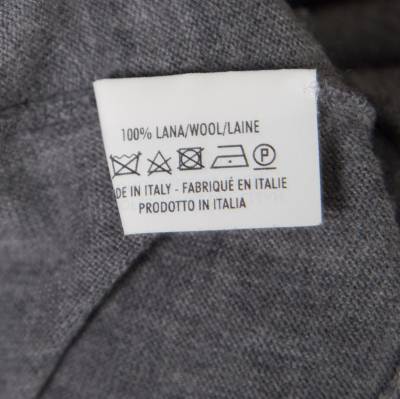 100% LANA/WOOL/LAINE
P
DE IN ITALY - FABRIQUÉ EN ITALIE
PRODOTTO IN ITALIA